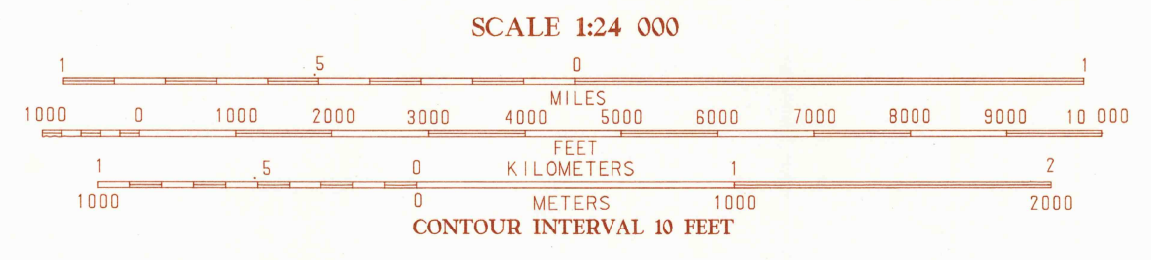 SCALE 1:24 000
1 .5 0 1
MILES
1000 0 1000 2000 3000 4000 5000 6000 7000 8000 9000 10 000
FEET
KILOMETERS
1 .5 0 1 2
1000 0 METERS 1000 2000
CONTOUR INTERVAL 10 FEET